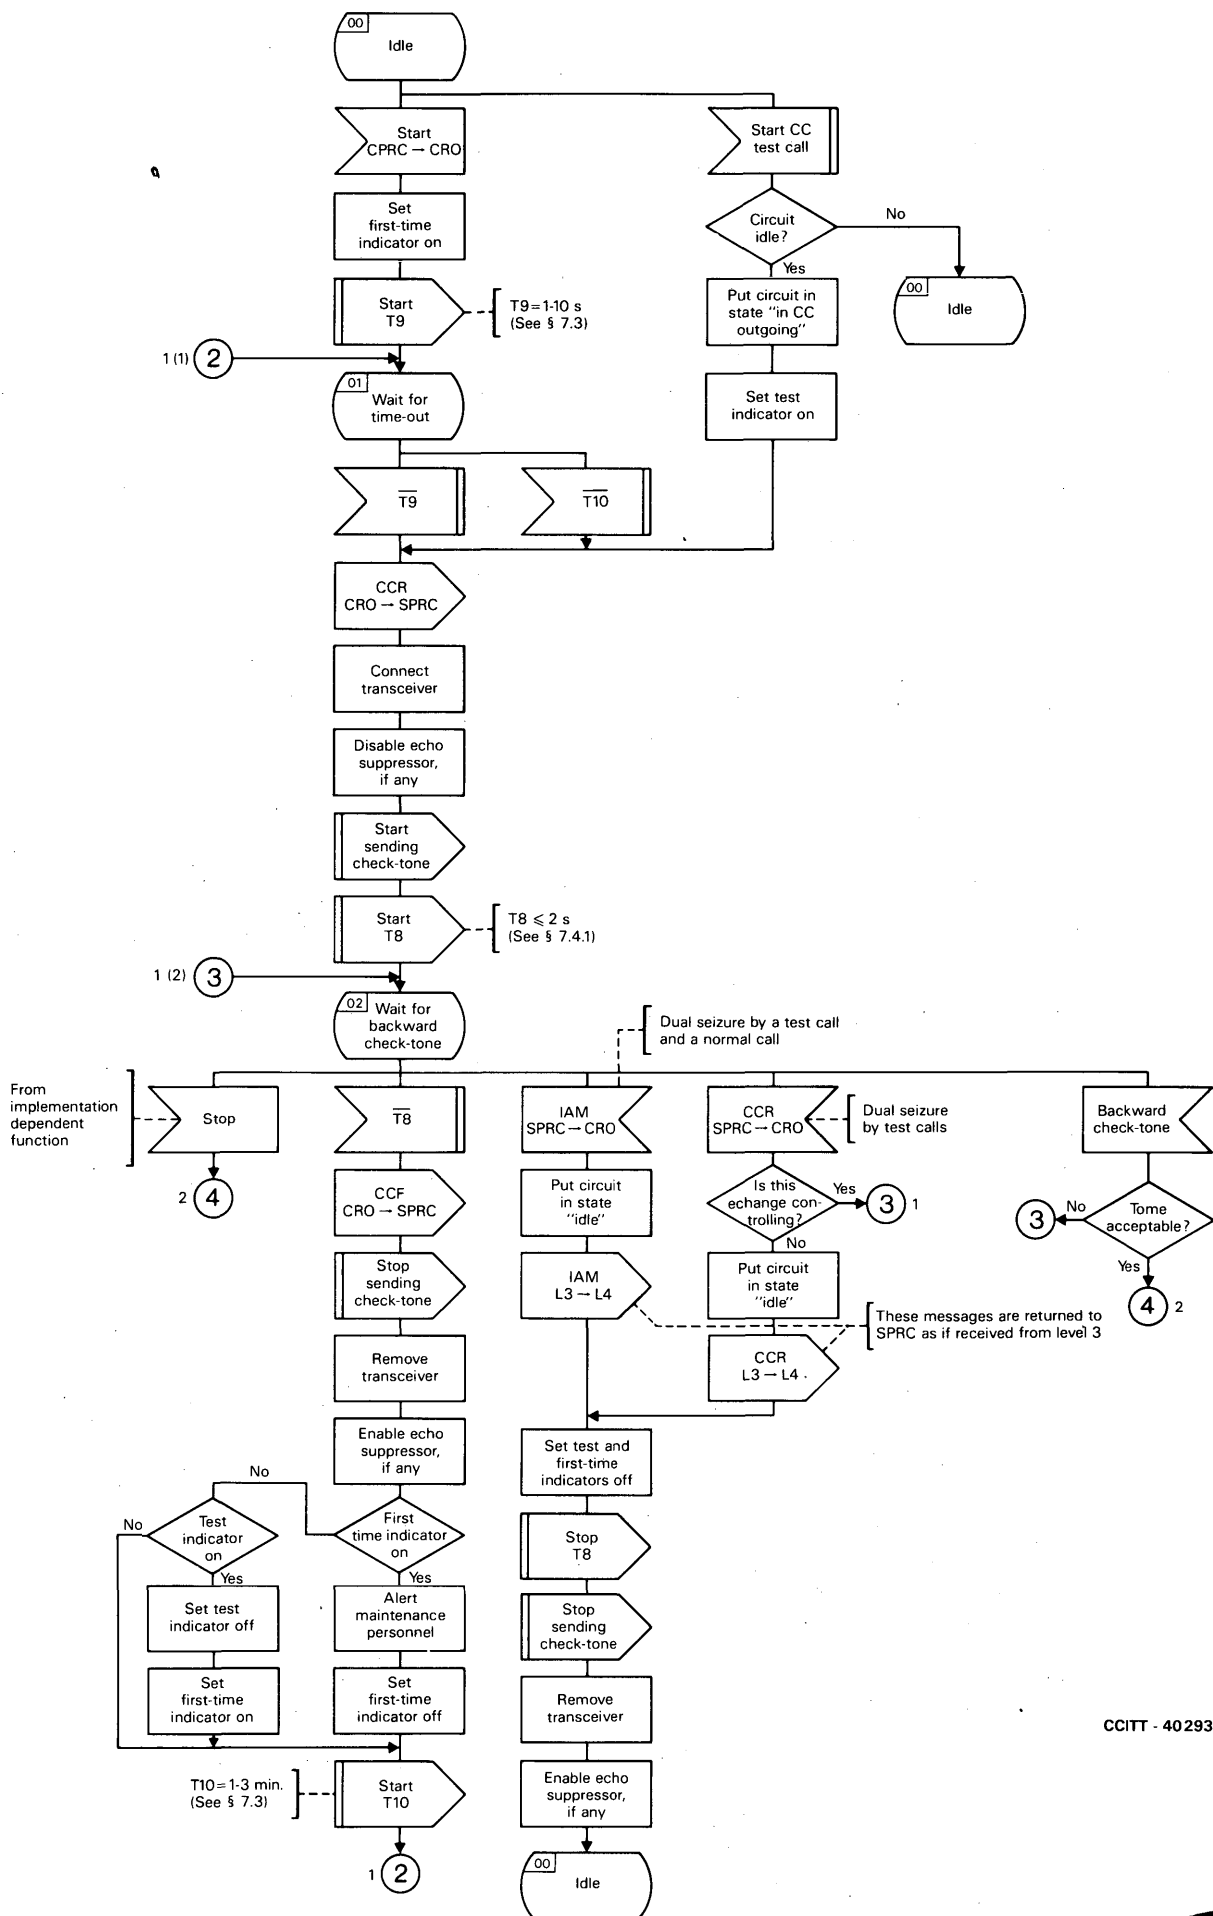 00
Idle
Start
CPRC → CRO
Start CC
test call
Set
first-time
indicator on
Circuit
idle?
No
Yes
Start
T9
T9=1-10 s
(See § 7.3)
Put circuit in
state "in CC
outgoing"
00
Idle
1 (1)
2
01
Wait for
time-out
Set test
indicator on
T9
T10
CCR
CRO → SPRC
Connect
transceiver
Disable echo
suppressor,
if any
Start
sending
check-tone
Start
T8
T8 ⩽ 2 s
(See § 7.4.1)
1 (2)
3
02
Wait for
backward
check-tone
Dual seizure by a test call
and a normal call
From
implementation
dependent
function
Stop
T8
IAM
SPRC → CRO
CCR
SPRC → CRO
Dual seizure
by test calls
Backward
check-tone
2
4
CCF
CRO → SPRC
Put circuit
in state
"idle"
Is this
echange con-
trolling?
Yes
3
1
No
3
No
Tome
acceptable?
Yes
4
2
Stop
sending
check-tone
IAM
L3 → L4
Put circuit
in state
"idle"
These messages are returned to
SPRC as if received from level 3
Remove
transceiver
CCR
L3 → L4
Enable echo
suppressor,
if any
Set test and
first-time
indicators off
No
No
Test
indicator
on
First
time indicator
on
Stop
T8
Yes
Yes
Set test
indicator off
Alert
maintenance
personnel
Stop
sending
check-tone
Set
first-time
indicator on
Set
first-time
indicator off
Remove
transceiver
CCITT - 40293
T10=1-3 min.
(See § 7.3)
Start
T10
Enable echo
suppressor,
if any
1
2
00
Idle